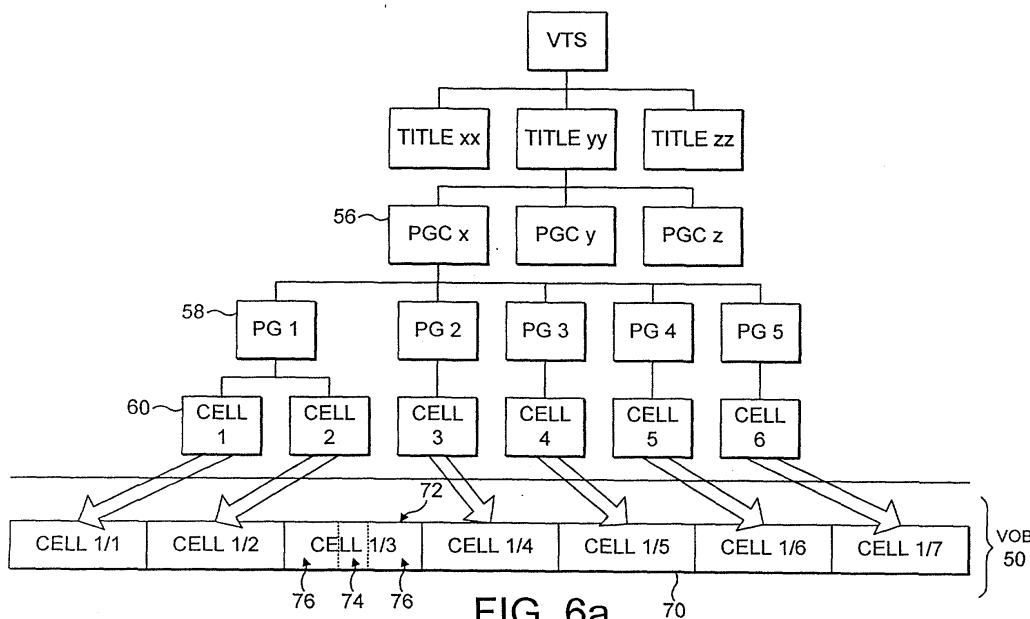 VTS
TITLE xx TITLE yy TITLE zz
56 PGC x PGC y PGC z
58 PG 1 PG 2 PG 3 PG 4 PG 5
60 CELL 1 CELL 2 CELL 3 CELL 4 CELL 5 CELL 6
72
CELL 1/1 CELL 1/2 CELL 1/3 CELL 1/4 CELL 1/5 CELL 1/6 CELL 1/7 VOB 50
76 74 76 70
FIG. 6a